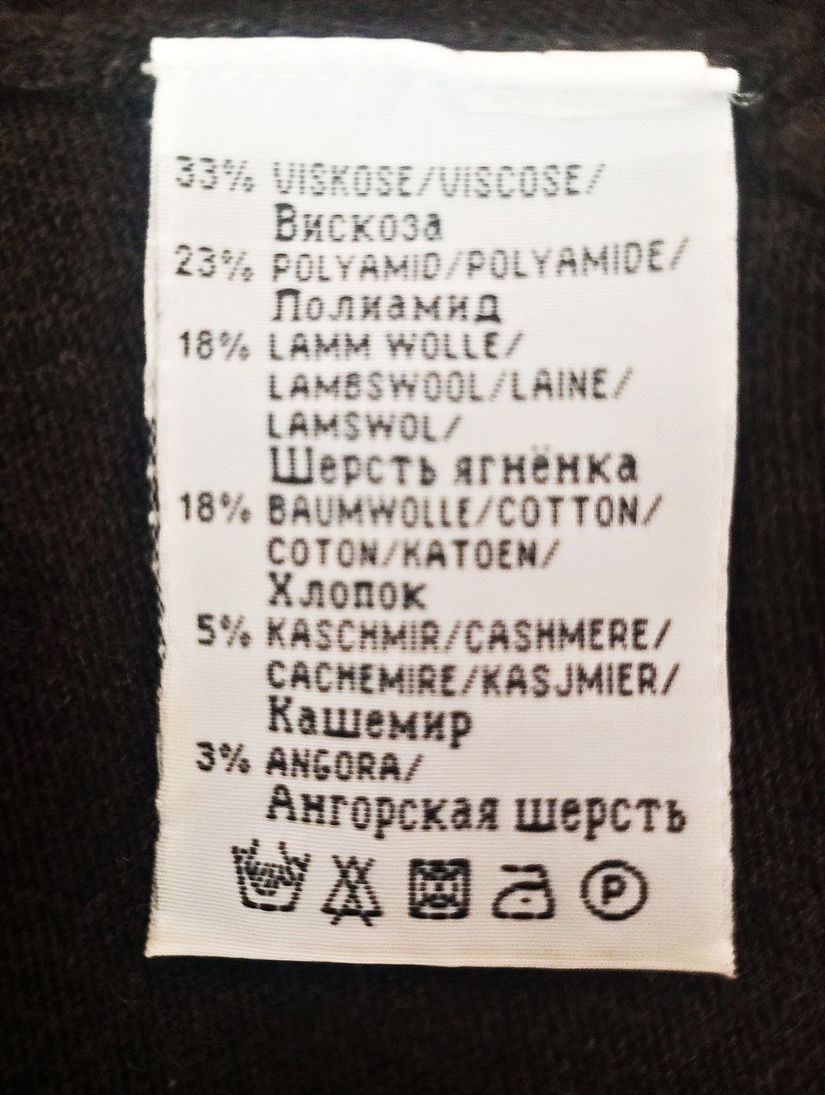 33% VISKOSE/VISCOSE/
Вискоза
23% POLYAMID/POLYAMIDE/
Полиамид
18% LAMM WOLLE/
LAMBSWOOL/LAINE/
LAMSWOL/
Шерсть ягнёнка
18% BAUMWOLLE/COTTON/
COTON/KATOEN/
Хлопок
5% KASCHMIR/CASHMERE/
CACHEMIRE/KASJMIER/
Кашемир
3% ANGORA/
Ангорская шерсть
P